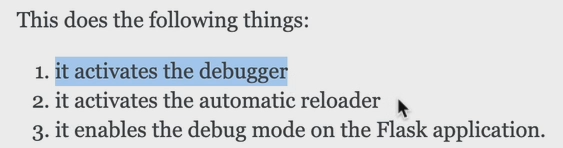 This does the following things:
1. it activates the debugger
2. it activates the automatic reloader
3. it enables the debug mode on the Flask application.